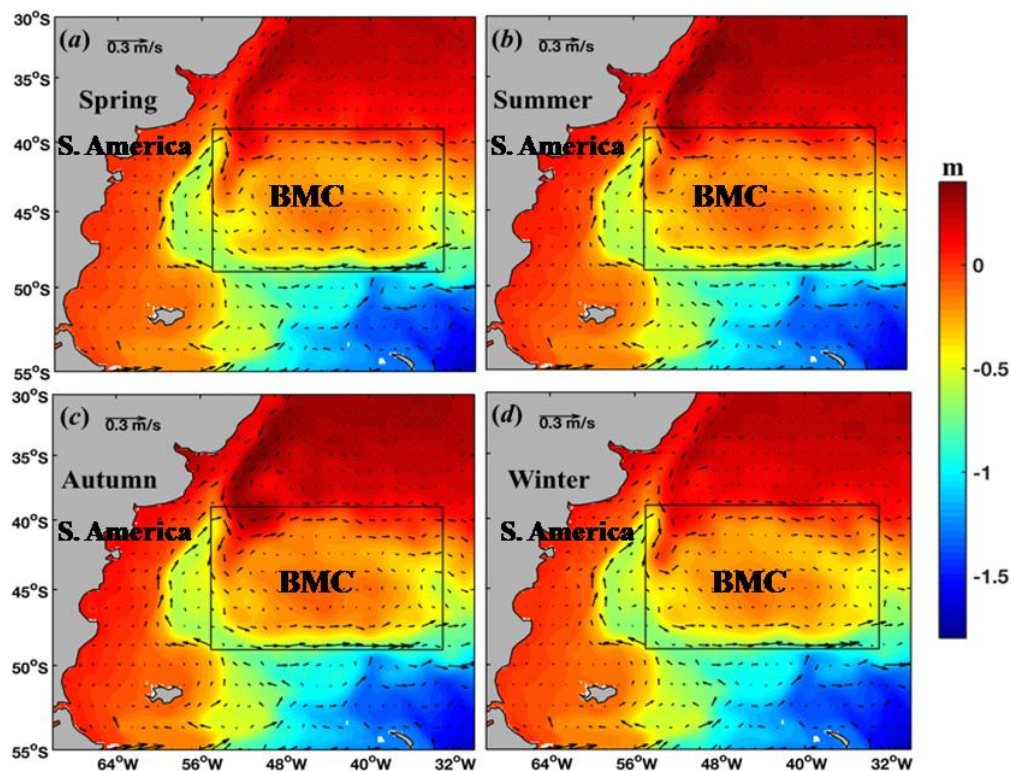 30°S
35°S
40°S
45°S
50°S
55°S
(a)
0.3 m/s
Spring
S. America
BMC
(b)
0.3 m/s
Summer
S. America
BMC
m
0
-0.5
-1
-1.5
30°S
35°S
40°S
45°S
50°S
55°S
(c)
0.3 m/s
Autumn
S. America
BMC
64°W 56°W 48°W 40°W 32°W
(d)
0.3 m/s
Winter
S. America
BMC
64°W 56°W 48°W 40°W 32°W